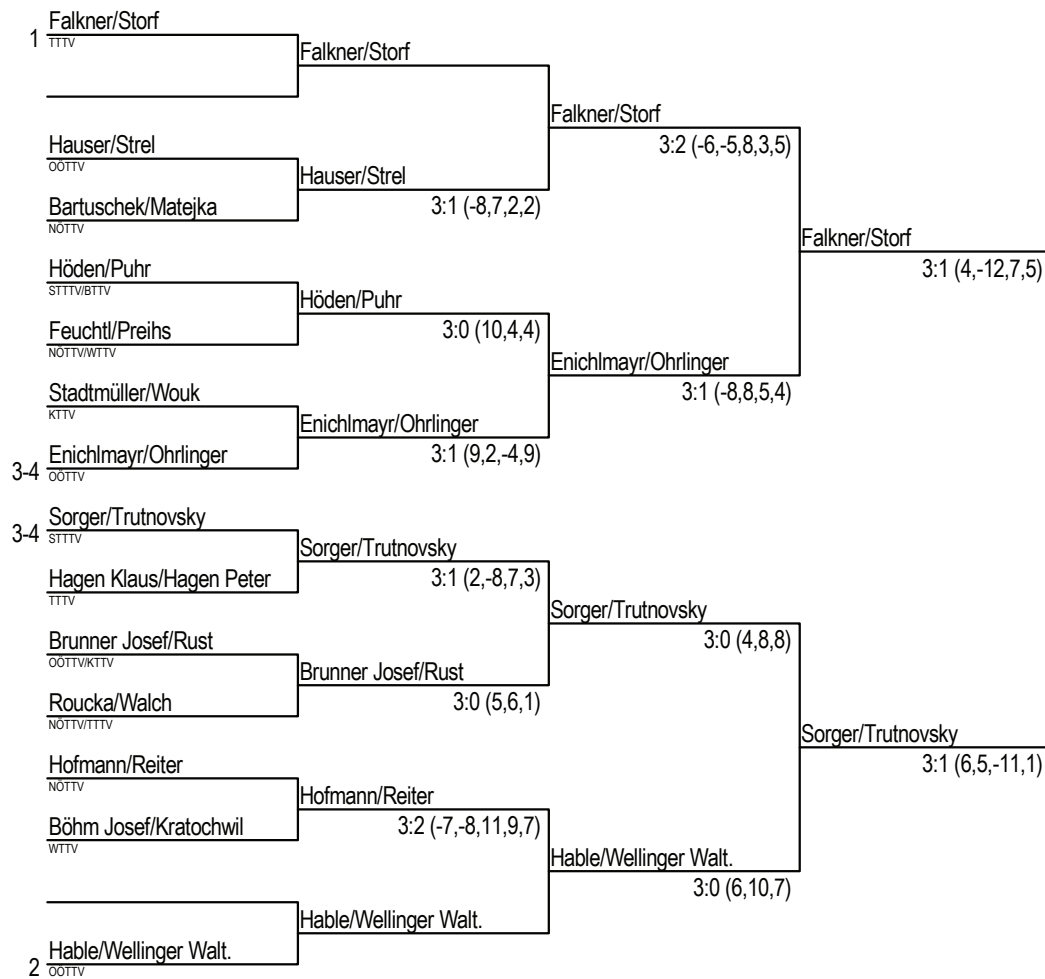 Falkner/Storf
1
TTTV
Falkner/Storf
Falkner/Storf
Hauser/Strel
3:2 (-6,-5,8,3,5)
OÖTTV
Hauser/Strel
Bartuschek/Matejka
3:1 (-8,7,2,2)
NÖTTV
Falkner/Storf
Höden/Puhr
3:1 (4,-12,7,5)
STTTV/BTTV
Höden/Puhr
Feuchtl/Preihs
3:0 (10,4,4)
NÖTTV/WTTV
Enichlmayr/Ohrlinger
Stadtmüller/Wouk
3:1 (-8,8,5,4)
KTTV
Enichlmayr/Ohrlinger
Enichlmayr/Ohrlinger
3:1 (9,2,-4,9)
3-4
OÖTTV
Sorger/Trutnovsky
3-4
STTTV
Sorger/Trutnovsky
Hagen Klaus/Hagen Peter
3:1 (2,-8,7,3)
TTTV
Sorger/Trutnovsky
Brunner Josef/Rust
3:0 (4,8,8)
OÖTTV/KTTV
Brunner Josef/Rust
Roucka/Walch
3:0 (5,6,1)
NÖTTV/TTTV
Sorger/Trutnovsky
Hofmann/Reiter
3:1 (6,5,-11,1)
NÖTTV
Hofmann/Reiter
Böhm Josef/Kratochwil
3:2 (-7,-8,11,9,7)
WTTV
Hable/Wellinger Walt.
3:0 (6,10,7)
Hable/Wellinger Walt.
Hable/Wellinger Walt.
2
OÖTTV